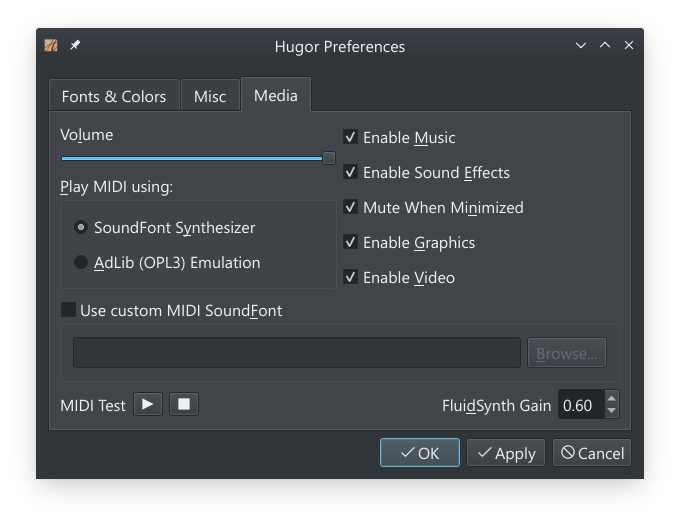 Hugor Preferences
Fonts & Colors Misc Media
Volume
Enable Music
Enable Sound Effects
Play MIDI using:
Mute When Minimized
SoundFont Synthesizer
Enable Graphics
AdLib (OPL3) Emulation
Enable Video
Use custom MIDI SoundFont
Browse...
MIDI Test FluidSynth Gain 0.60
OK Apply Cancel